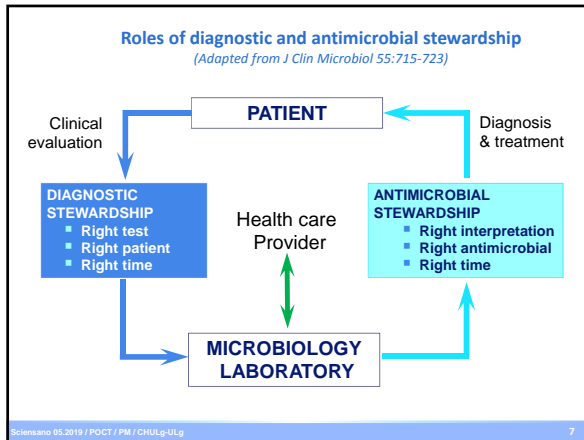 Roles of diagnostic and antimicrobial stewardship
(Adapted from J Clin Microbiol 55:715-723)
PATIENT
Clinical
evaluation
Diagnosis
& treatment
DIAGNOSTIC
STEWARDSHIP
▪ Right test
▪ Right patient
▪ Right time
Health care
Provider
ANTIMICROBIAL
STEWARDSHIP
▪ Right interpretation
▪ Right antimicrobial
▪ Right time
MICROBIOLOGY
LABORATORY
Sciensano 05.2019 / POCT / PM / CHULg-ULg
7